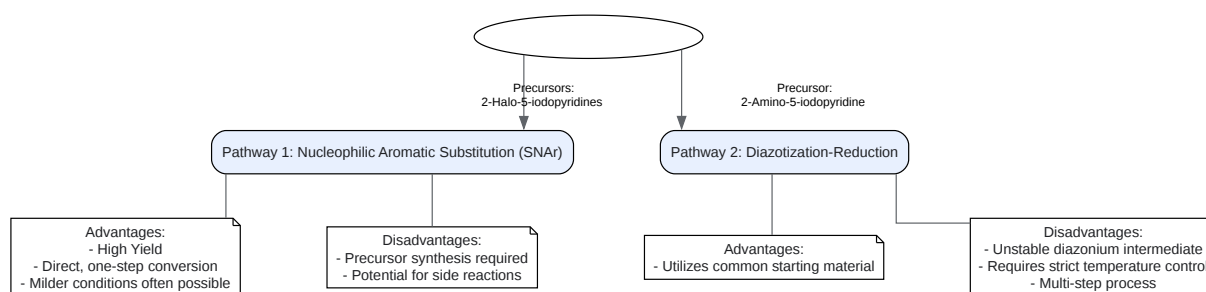 Precursors:
2-Halo-5-iodopyridines
Precursor:
2-Amino-5-iodopyridine
Pathway 1: Nucleophilic Aromatic Substitution (SNAr)
Pathway 2: Diazotization-Reduction
Advantages:
- High Yield
- Direct, one-step conversion
- Milder conditions often possible
Disadvantages:
- Precursor synthesis required
- Potential for side reactions
Advantages:
- Utilizes common starting material
Disadvantages:
- Unstable diazonium intermediate
- Requires strict temperature control
- Multi-step process